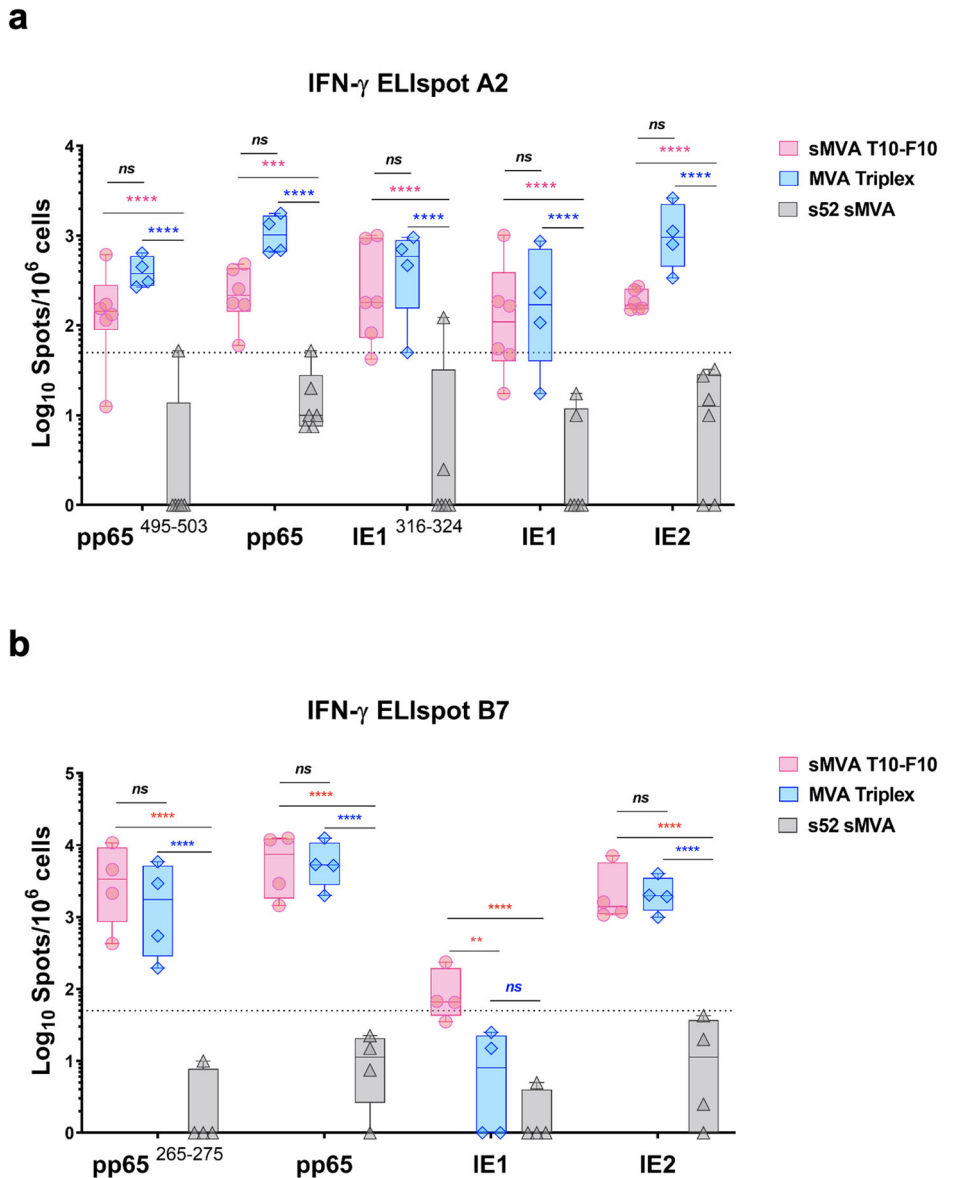 a
IFN-γ ELIspot A2
Log10 Spots/10^6 cells
4
3
2
1
0
ns
****
****
ns
***
****
ns
****
****
ns
****
****
ns
****
****
sMVA T10-F10
MVA Triplex
s52 sMVA
pp65 495-503
pp65
IE1 316-324
IE1
IE2
b
IFN-γ ELIspot B7
Log10 Spots/10^6 cells
5
4
3
2
1
0
ns
****
****
ns
****
****
****
**
ns
ns
****
****
sMVA T10-F10
MVA Triplex
s52 sMVA
pp65 265-275
pp65
IE1
IE2